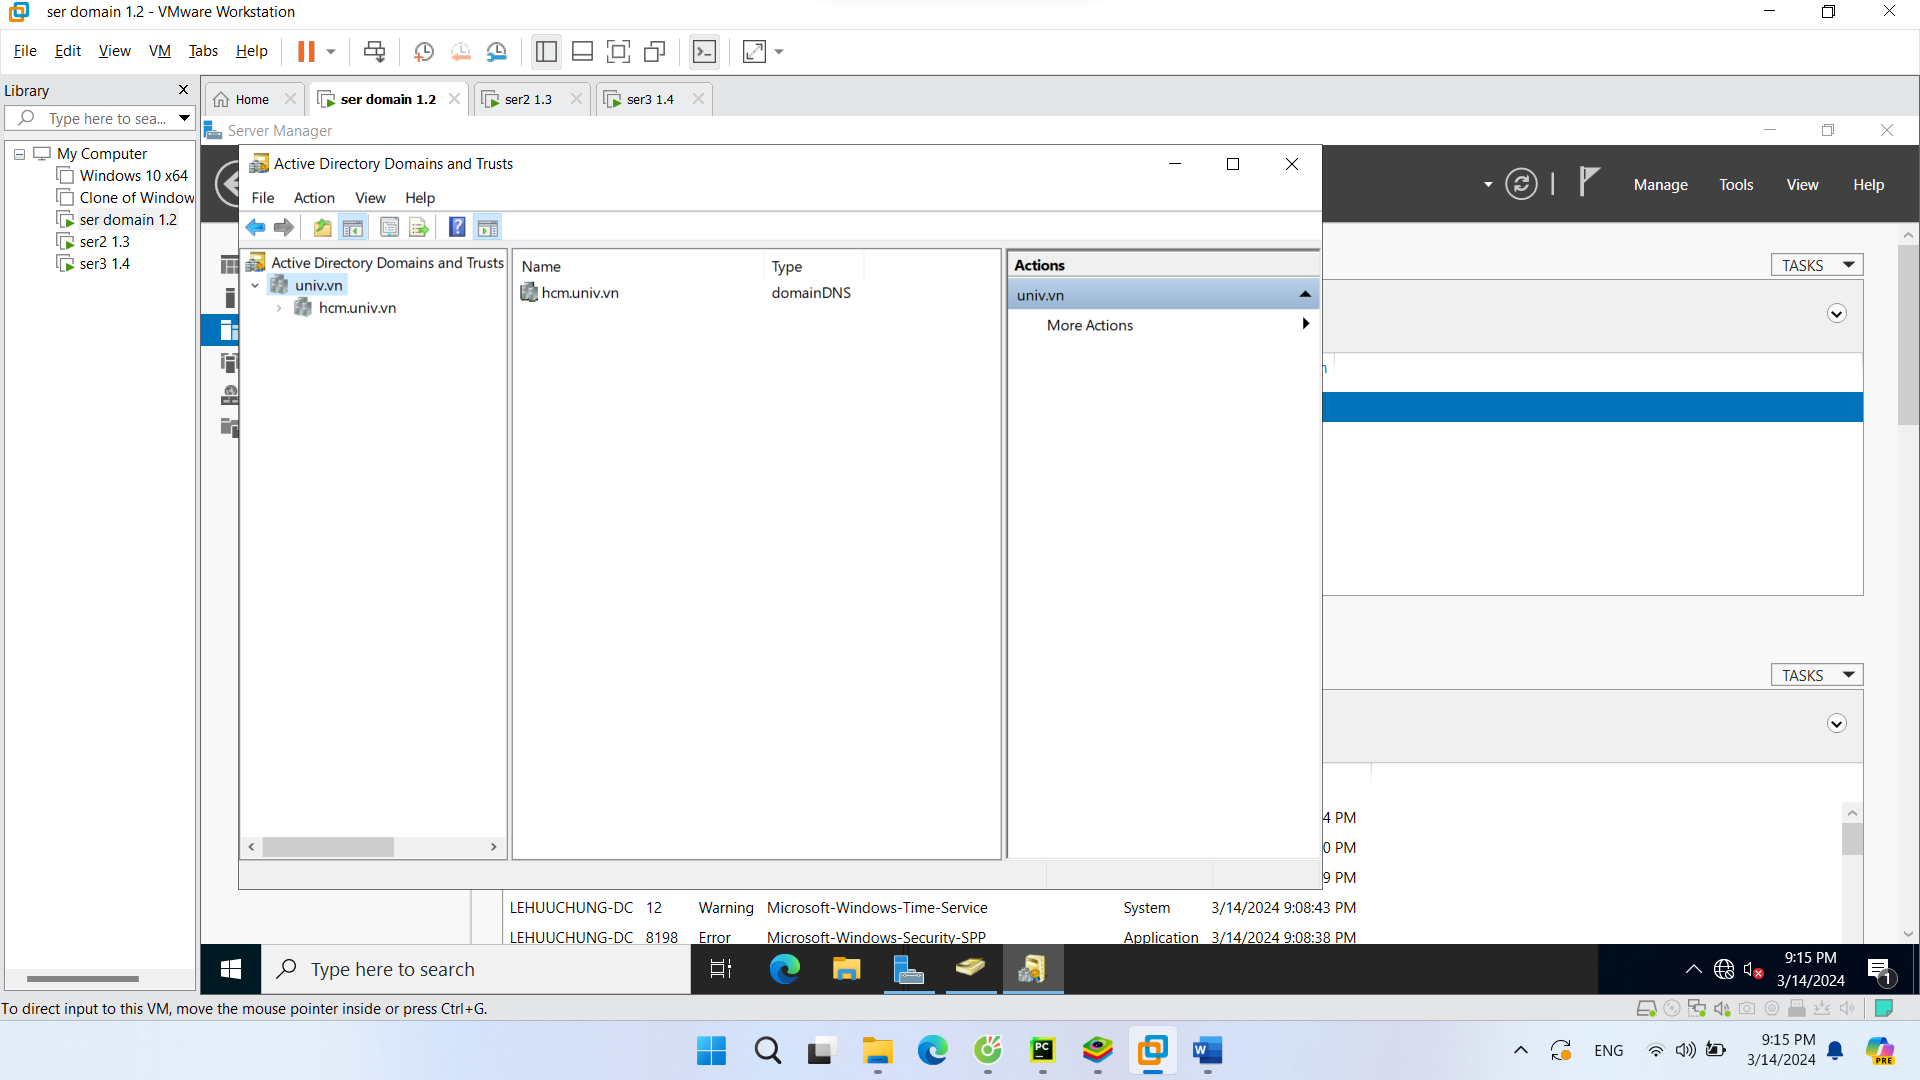 ser domain 1.2 - VMware Workstation
File Edit View VM Tabs Help
Library
Type here to sea...
My Computer
Windows 10 x64
Clone of Window
ser domain 1.2
ser2 1.3
ser3 1.4
Home
ser domain 1.2
ser2 1.3
ser3 1.4
Server Manager
Manage Tools View Help
Active Directory Domains and Trusts
File Action View Help
Active Directory Domains and Trusts
univ.vn
hcm.univ.vn
Name Type
hcm.univ.vn domainDNS
Actions
univ.vn
More Actions
TASKS
TASKS
4 PM
0 PM
9 PM
LEHUUCHUNG-DC 12 Warning Microsoft-Windows-Time-Service System 3/14/2024 9:08:43 PM
LEHUUCHUNG-DC 8198 Error Microsoft-Windows-Security-SPP Application 3/14/2024 9:08:38 PM
Type here to search
9:15 PM
3/14/2024
1
To direct input to this VM, move the mouse pointer inside or press Ctrl+G.
PC
W
ENG
9:15 PM
3/14/2024
PRE